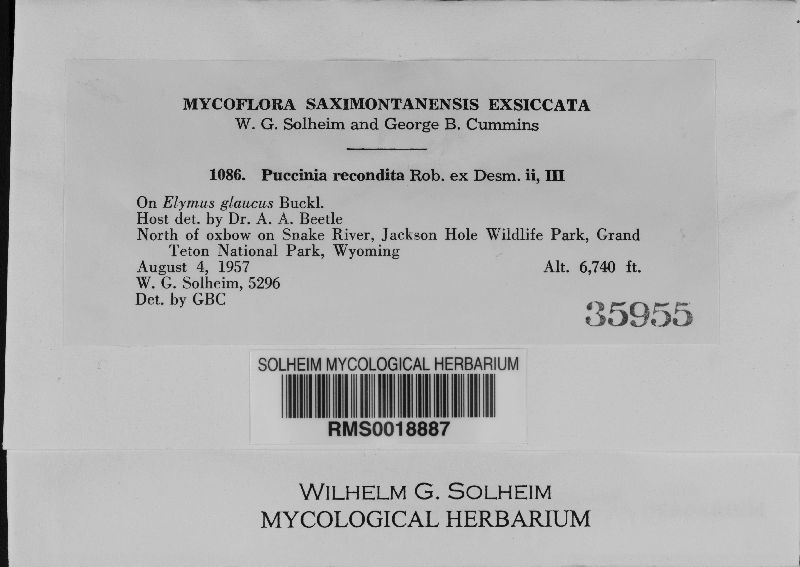 MYCOFLORA SAXIMONTANENSIS EXSICCATA
W. G. Solheim and George B. Cummins
1086. Puccinia recondita Rob. ex Desm. ii, III
On Elymus glaucus Buckl.
Host det. by Dr. A. A. Beetle
North of oxbow on Snake River, Jackson Hole Wildlife Park, Grand
Teton National Park, Wyoming
August 4, 1957 Alt. 6,740 ft.
W. G. Solheim, 5296
Det. by GBC
35955
SOLHEIM MYCOLOGICAL HERBARIUM
RMS0018887
WILHELM G. SOLHEIM
MYCOLOGICAL HERBARIUM